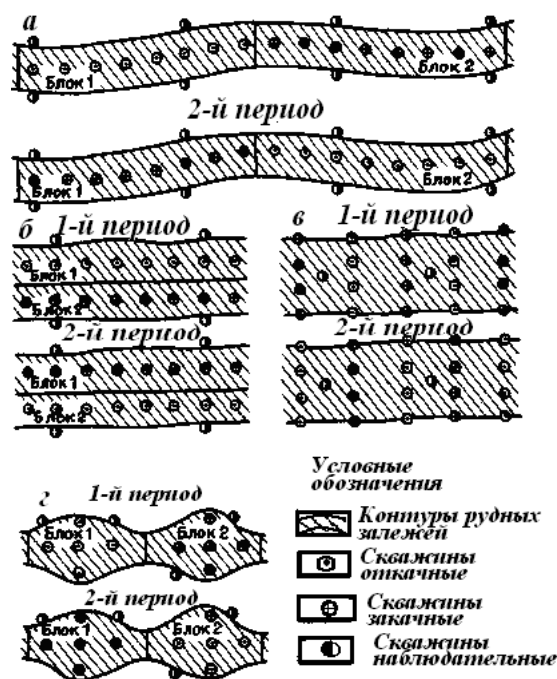 а
Блок 1
Блок 2
2-й период
Блок 1
Блок 2
б 1-й период
Блок 1
Блок 2
2-й период
Блок 1
Блок 2
в 1-й период
2-й период
г 1-й период
Блок 1
Блок 2
2-й период
Блок 1
Блок 2
Условные
обозначения
Контуры рудных
залежей
Скважины
откачные
Скважины
закачные
Скважины
наблюдательные